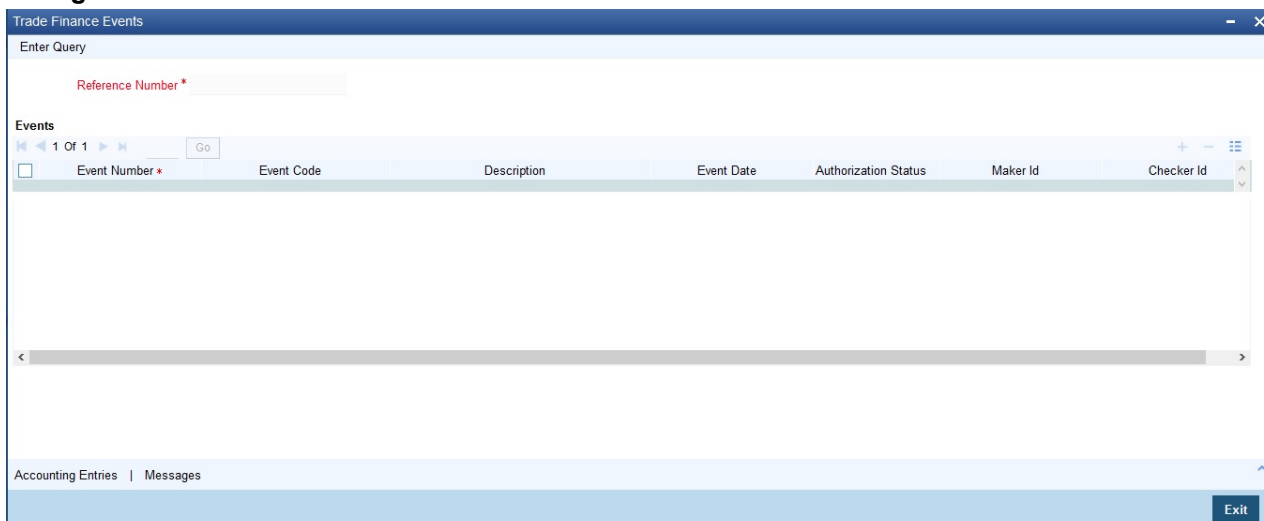 Trade Finance Events
Enter Query
Reference Number *
Events
1 Of 1 Go
Event Number * Event Code Description Event Date Authorization Status Maker Id Checker Id
Accounting Entries | Messages
Exit